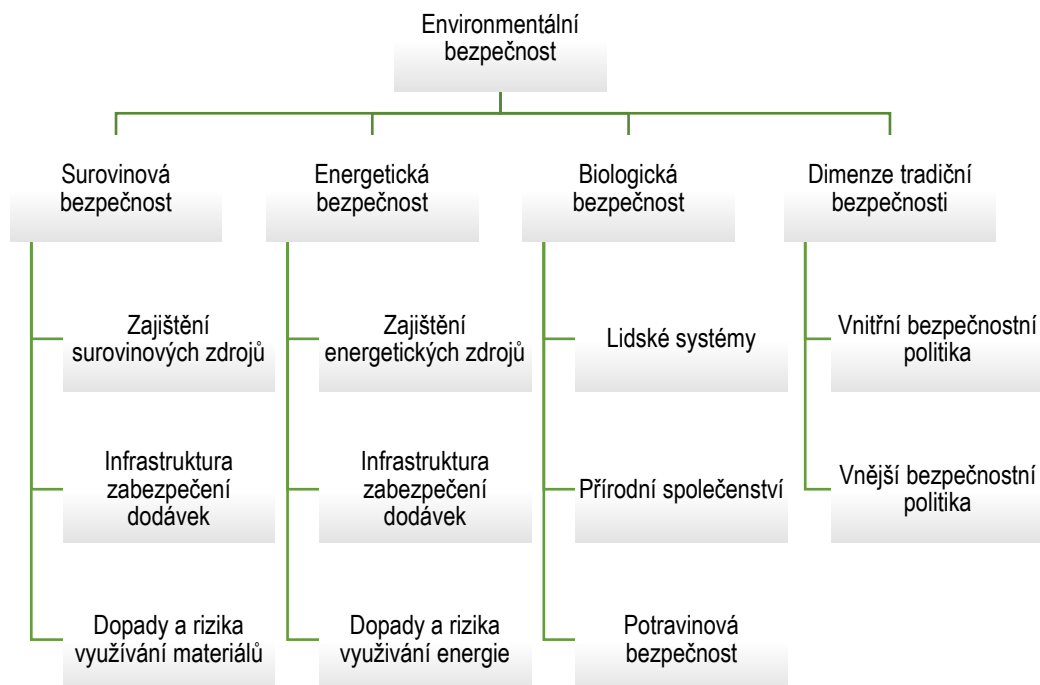 Environmentální
bezpečnost
Surovinová
bezpečnost
Energetická
bezpečnost
Biologická
bezpečnost
Dimenze tradiční
bezpečnosti
Zajištění
surovinových zdrojů
Zajištění
energetických zdrojů
Lidské systémy
Vnitřní bezpečnostní
politika
Infrastruktura
zabezpečení
dodávek
Infrastruktura
zabezpečení
dodávek
Přírodní společenství
Vnější bezpečnostní
politika
Dopady a rizika
využívání materiálů
Dopady a rizika
využivání energie
Potravinová
bezpečnost